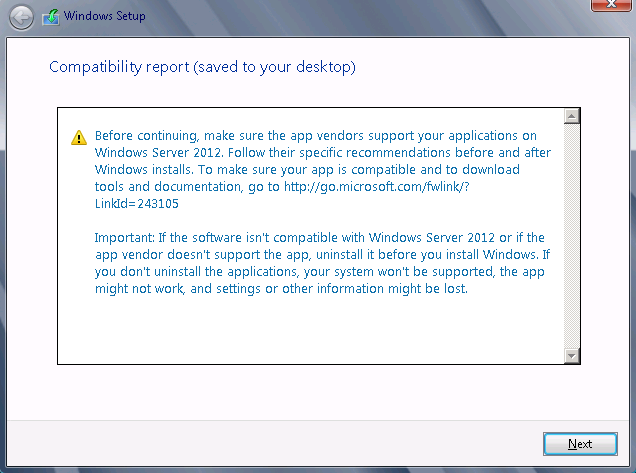 Windows Setup
Compatibility report (saved to your desktop)
Before continuing, make sure the app vendors support your applications on
Windows Server 2012. Follow their specific recommendations before and after
Windows installs. To make sure your app is compatible and to download
tools and documentation, go to http://go.microsoft.com/fwlink/?
LinkId=243105
Important: If the software isn't compatible with Windows Server 2012 or if the
app vendor doesn't support the app, uninstall it before you install Windows. If
you don't uninstall the applications, your system won't be supported, the app
might not work, and settings or other information might be lost.
Next